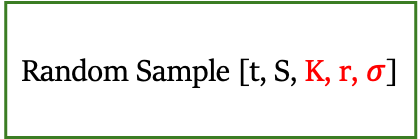 Random Sample [t, S, K, r, σ]